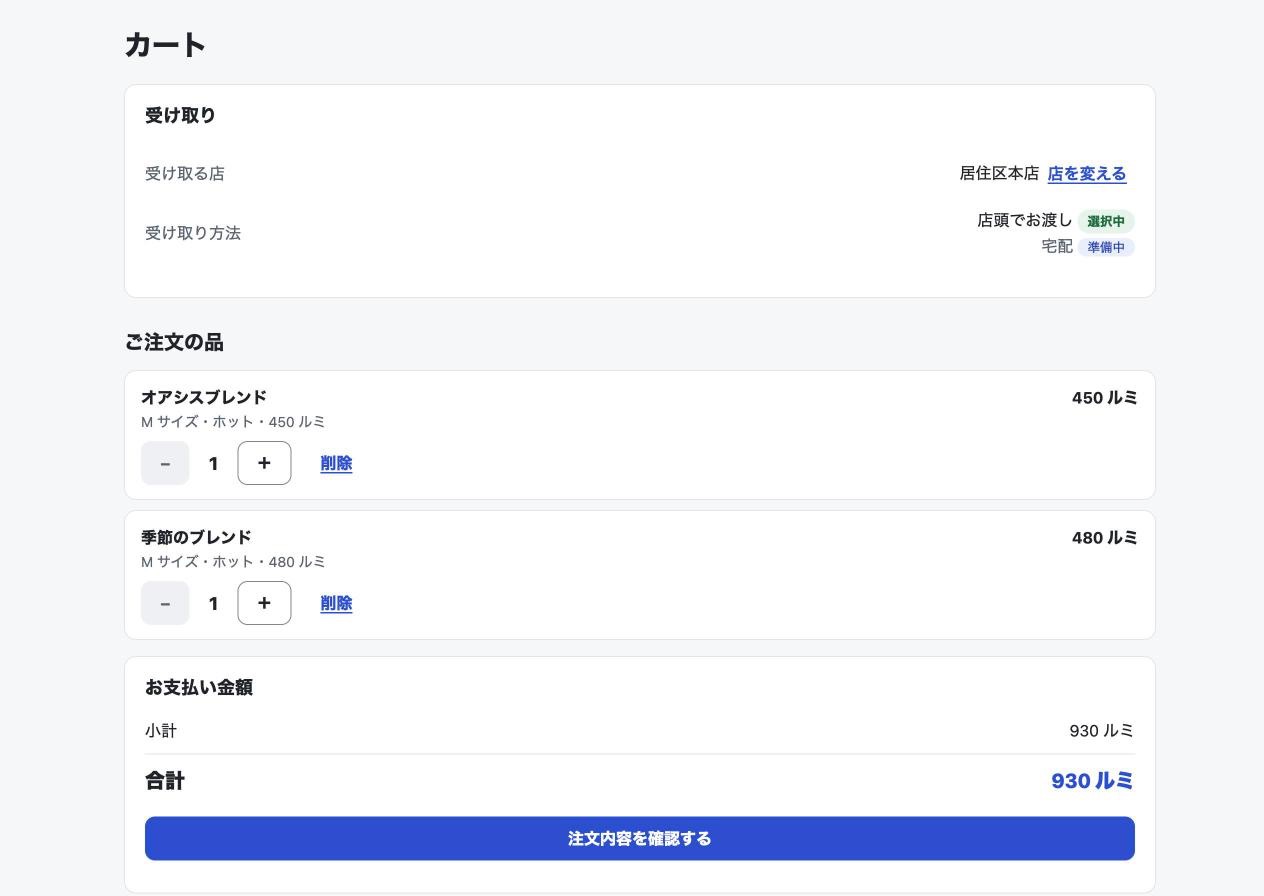 カート
受け取り
受け取る店 居住区本店 店を変える
受け取り方法 店頭でお渡し 選択中
宅配 準備中
ご注文の品
オアシスブレンド 450 ルミ
M サイズ・ホット・450 ルミ
− 1 + 削除
季節のブレンド 480 ルミ
M サイズ・ホット・480 ルミ
− 1 + 削除
お支払い金額
小計 930 ルミ
合計 930 ルミ
注文内容を確認する